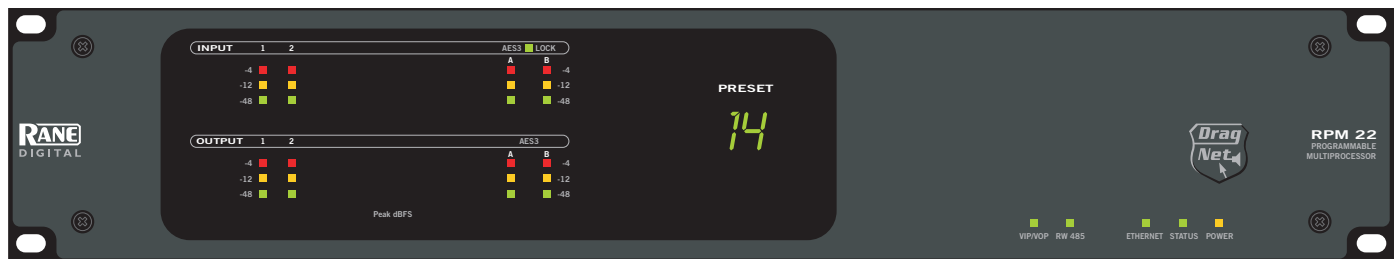 INPUT 1 2 AES3 LOCK
A B
-4 -4
-12 -12
-48 -48
OUTPUT 1 2 AES3
A B
-4 -4
-12 -12
-48 -48
Peak dBFS
PRESET
14
RANE
DIGITAL
Drag
Net
RPM 22
PROGRAMMABLE
MULTIPROCESSOR
VIP/VOP RW 485 ETHERNET STATUS POWER